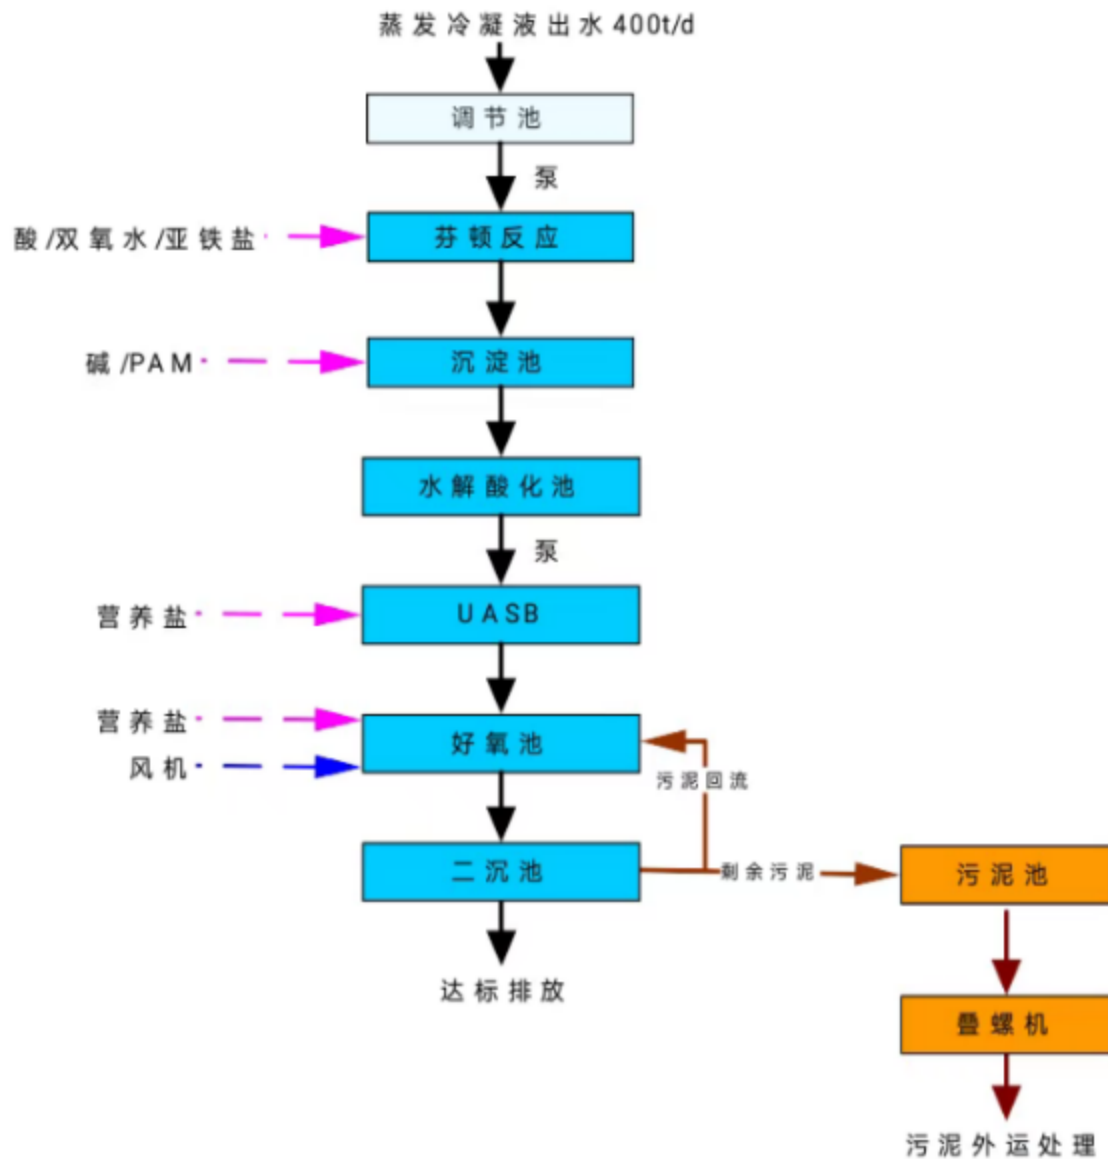 蒸发冷凝液出水400t/d
调节池
泵
酸/双氧水/亚铁盐
芬顿反应
碱/PAM
沉淀池
水解酸化池
泵
营养盐
UASB
营养盐
好氧池
风机
污泥回流
二沉池
剩余污泥
污泥池
达标排放
叠螺机
污泥外运处理